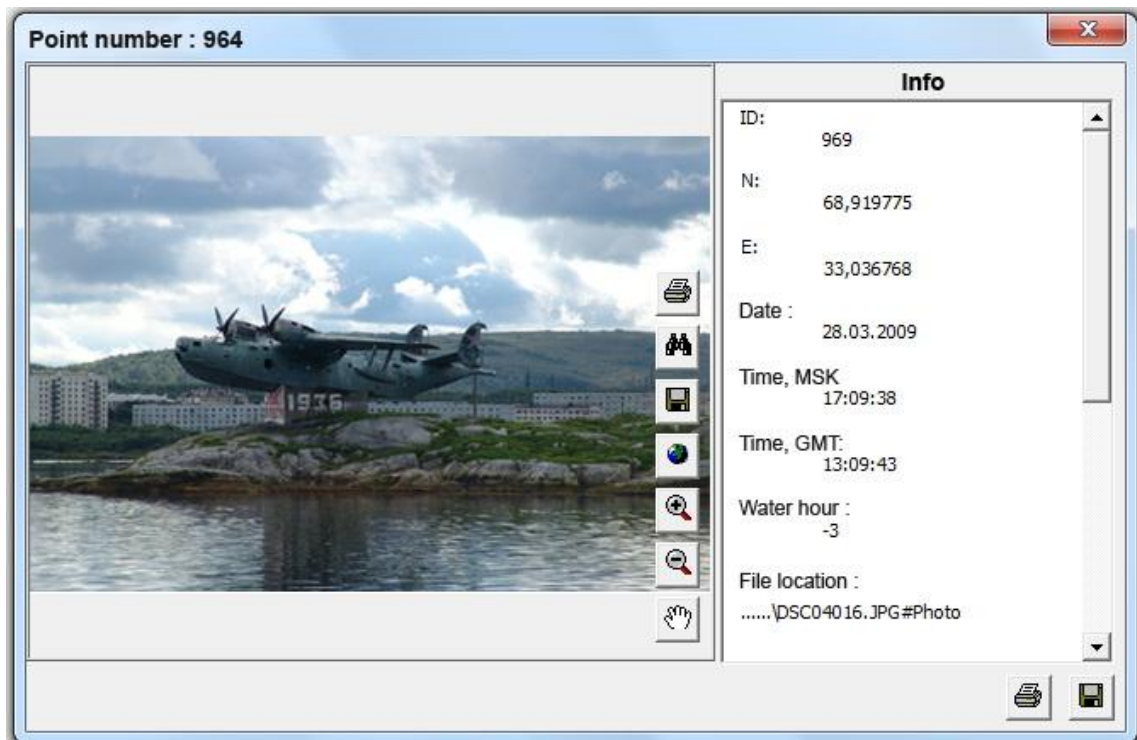 Point number : 964
Info
1936
ID:
969
N:
68,919775
E:
33,036768
Date :
28.03.2009
Time, MSK
17:09:38
Time, GMT:
13:09:43
Water hour :
-3
File location :
......\DSC04016.JPG#Photo